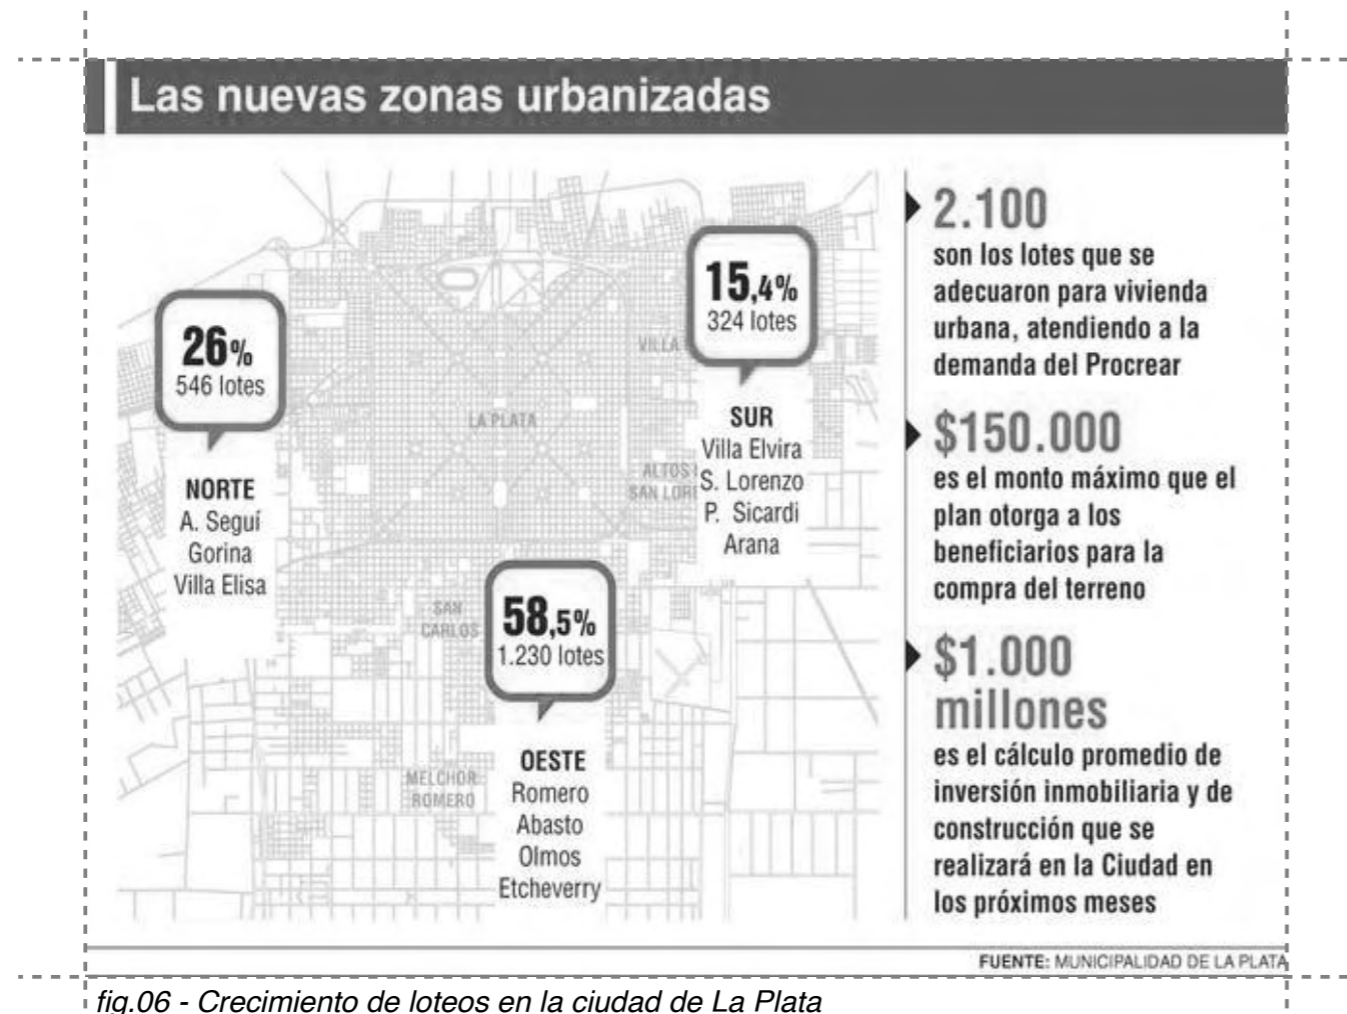 Las nuevas zonas urbanizadas
26%
546 lotes
NORTE
A. Seguí
Gorina
Villa Elisa
15,4%
324 lotes
SUR
Villa Elvira
S. Lorenzo
P. Sicardi
Arana
58,5%
1.230 lotes
OESTE
Romero
Abasto
Olmos
Etcheverry
VILLA
LA PLATA
ALTOS
SAN
SAN
CARLOS
MELCHOR
ROMERO
2.100
son los lotes que se
adecuaron para vivienda
urbana, atendiendo a la
demanda del Procrear
$150.000
es el monto máximo que el
plan otorga a los
beneficiarios para la
compra del terreno
$1.000
millones
es el cálculo promedio de
inversión inmobiliaria y de
construcción que se
realizará en la Ciudad en
los próximos meses
FUENTE: MUNICIPALIDAD DE LA PLATA
fig.06 - Crecimiento de loteos en la ciudad de La Plata